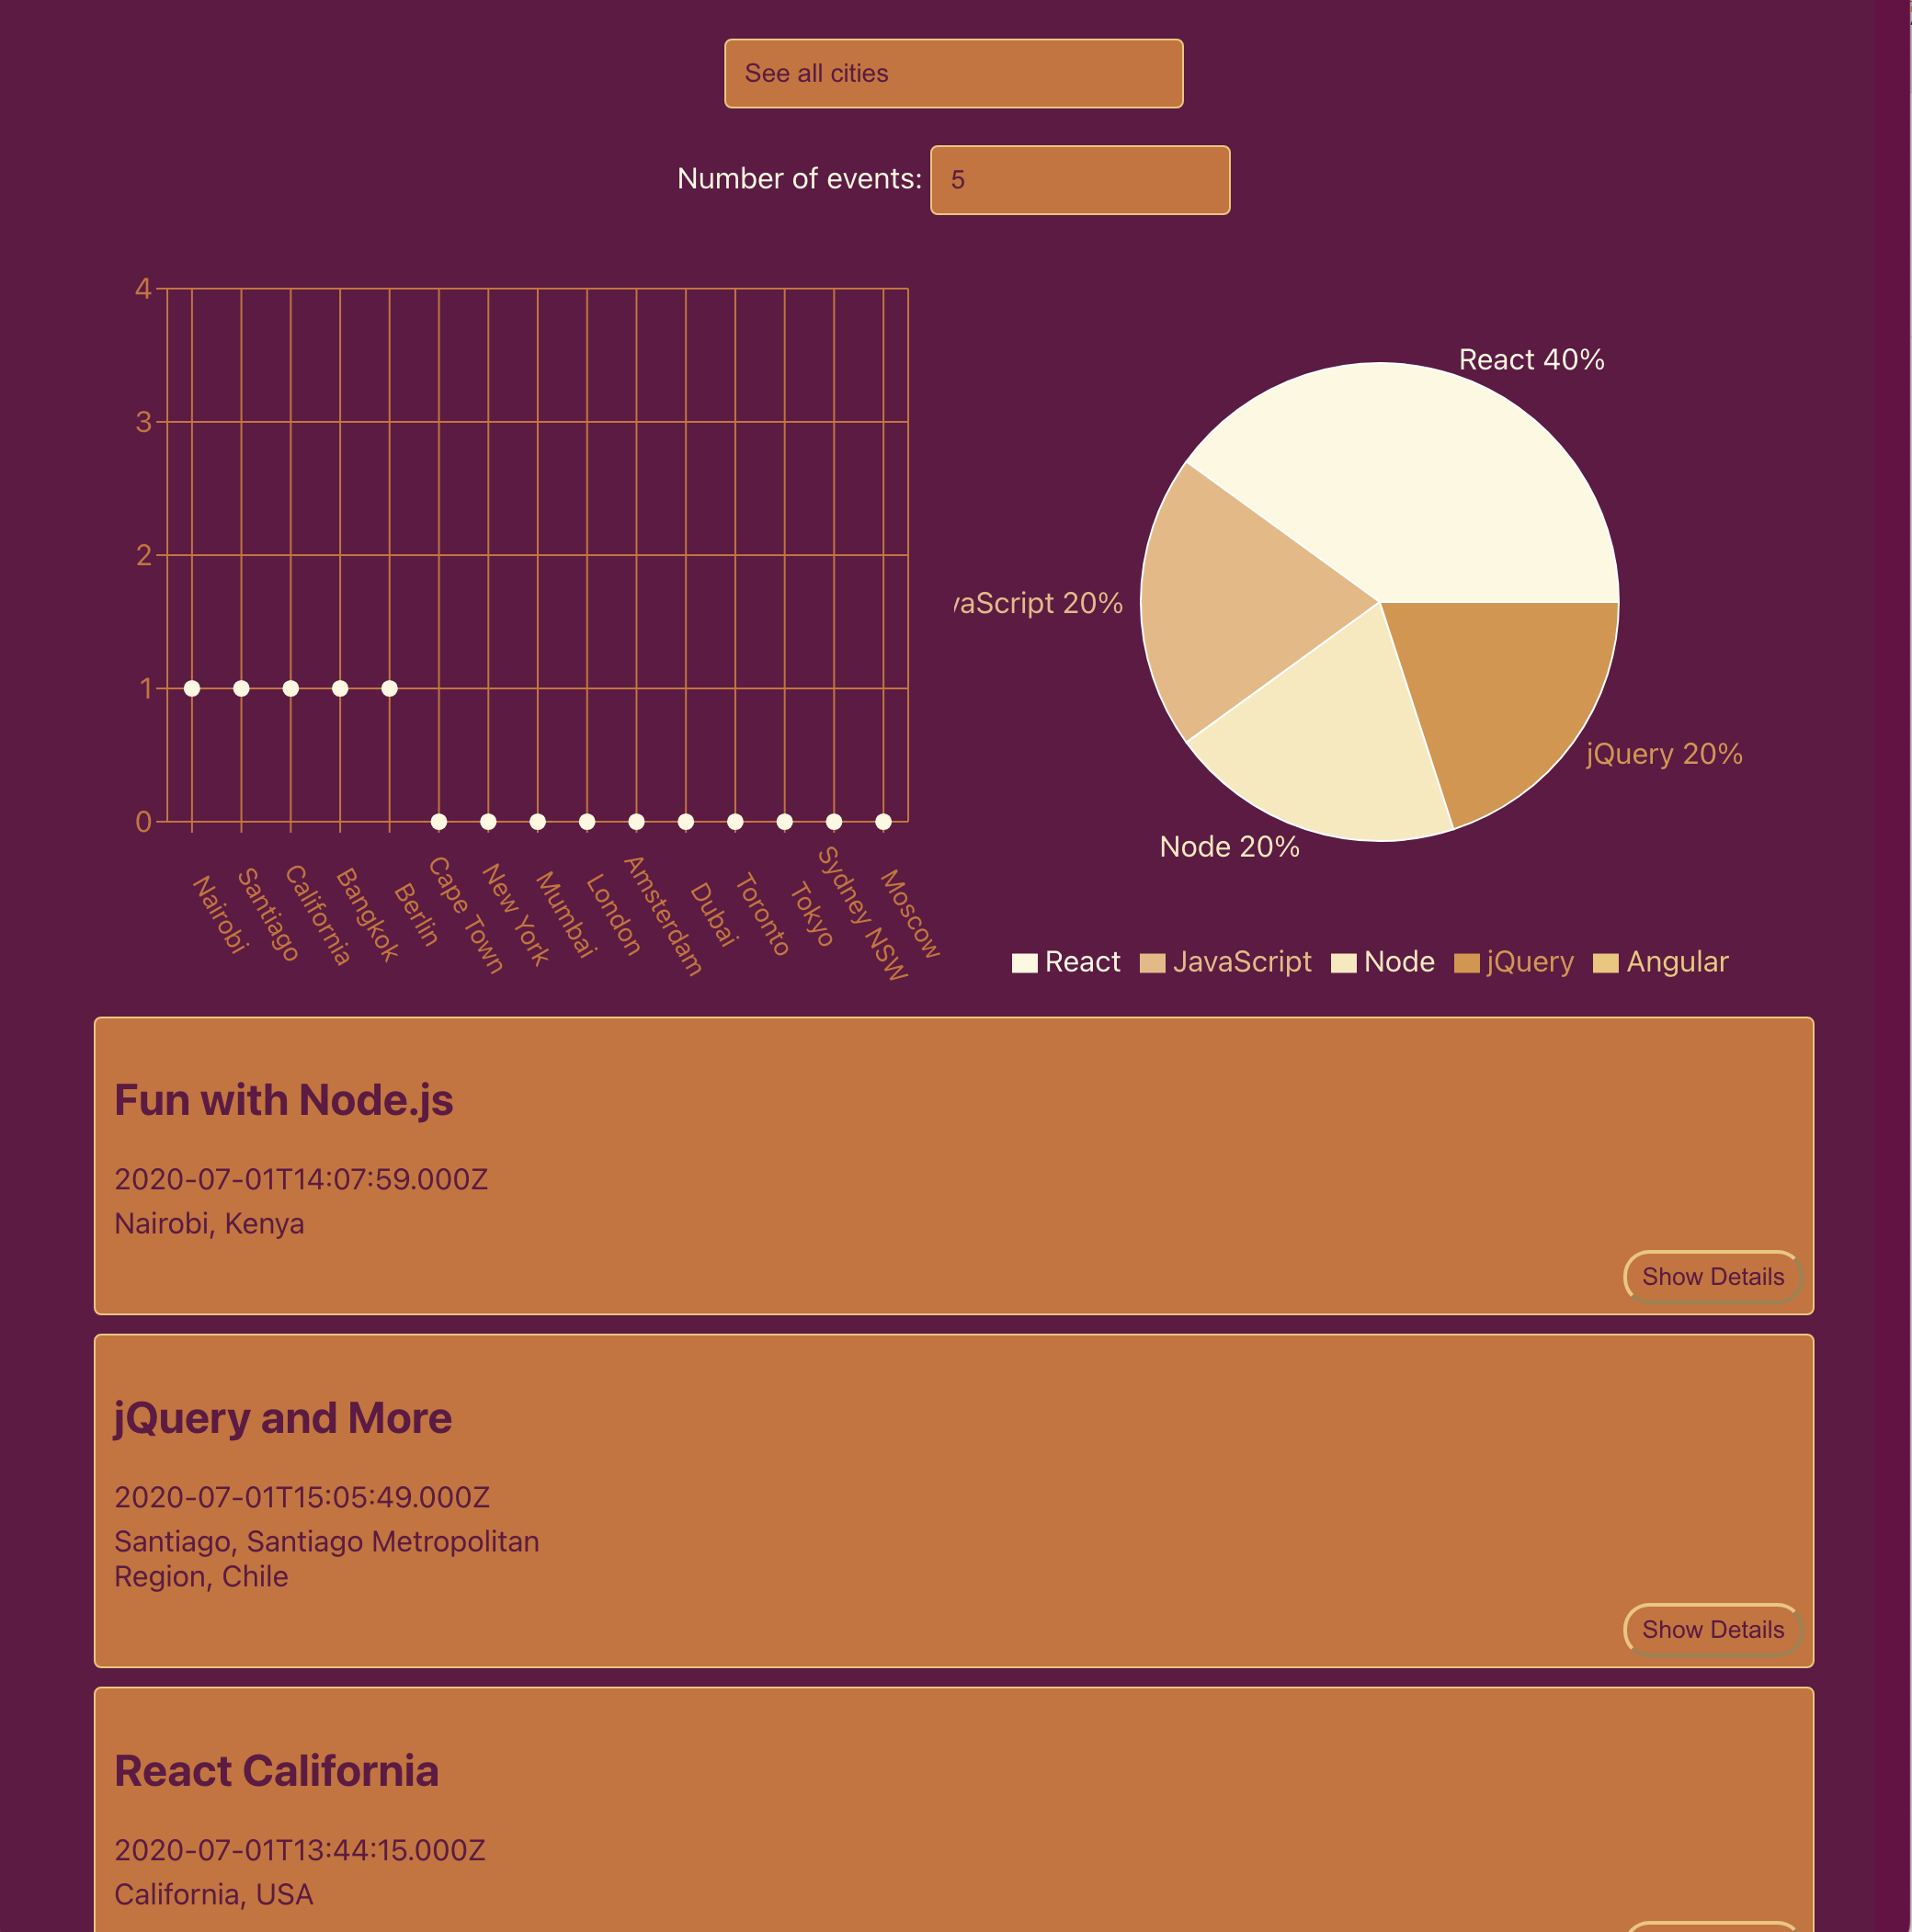 See all cities
Number of events: 5
4
3
2
1
0
Nairobi
Santiago
California
Bangkok
Berlin
Cape Town
New York
Mumbai
London
Amsterdam
Dubai
Toronto
Tokyo
Sydney NSW
Moscow
React 40%
vaScript 20%
jQuery 20%
Node 20%
React JavaScript Node jQuery Angular
Fun with Node.js
2020-07-01T14:07:59.000Z
Nairobi, Kenya
Show Details
jQuery and More
2020-07-01T15:05:49.000Z
Santiago, Santiago Metropolitan
Region, Chile
Show Details
React California
2020-07-01T13:44:15.000Z
California, USA